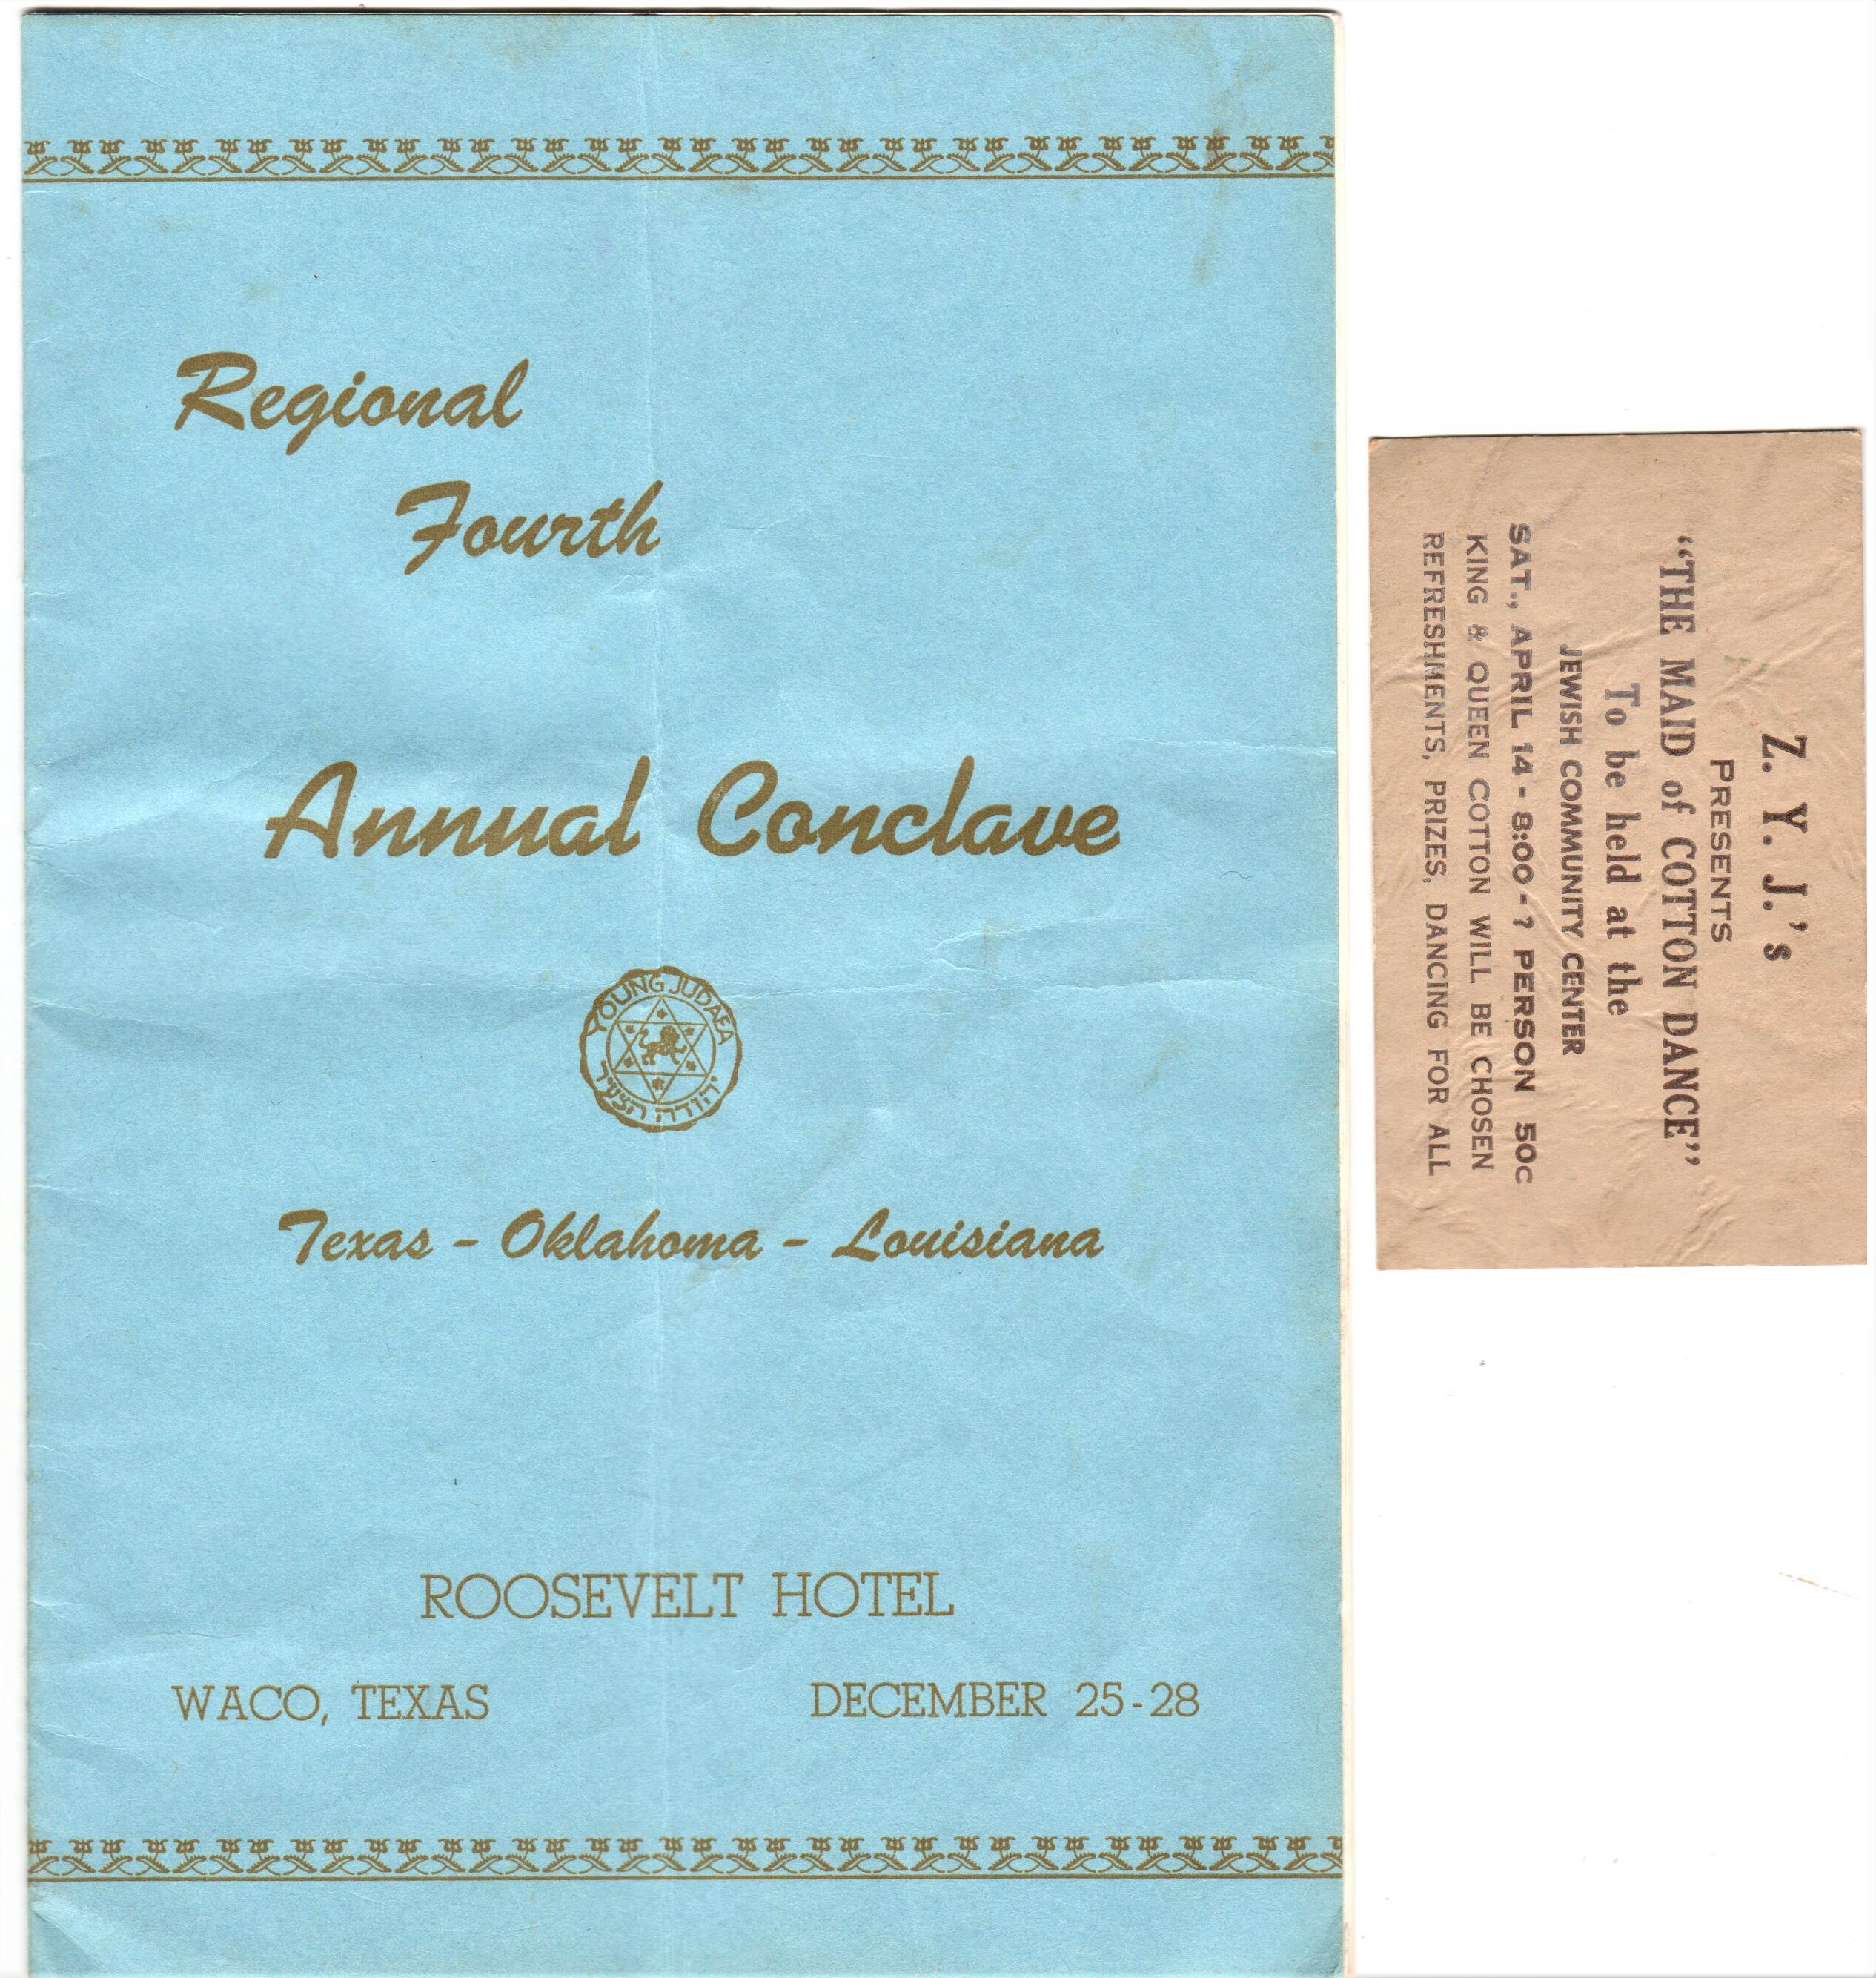 Regional
Fourth
Annual Conclave
YOUNG JUDAEA
יהודה הצעיר
Texas - Oklahoma - Louisiana
ROOSEVELT HOTEL
WACO, TEXAS DECEMBER 25-28
Z. Y. J.'s
PRESENTS
"THE MAID of COTTON DANCE"
To be held at the
JEWISH COMMUNITY CENTER
SAT., APRIL 14 - 8:00 - ? PERSON 50C
KING & QUEEN COTTON WILL BE CHOSEN
REFRESHMENTS, PRIZES, DANCING FOR ALL